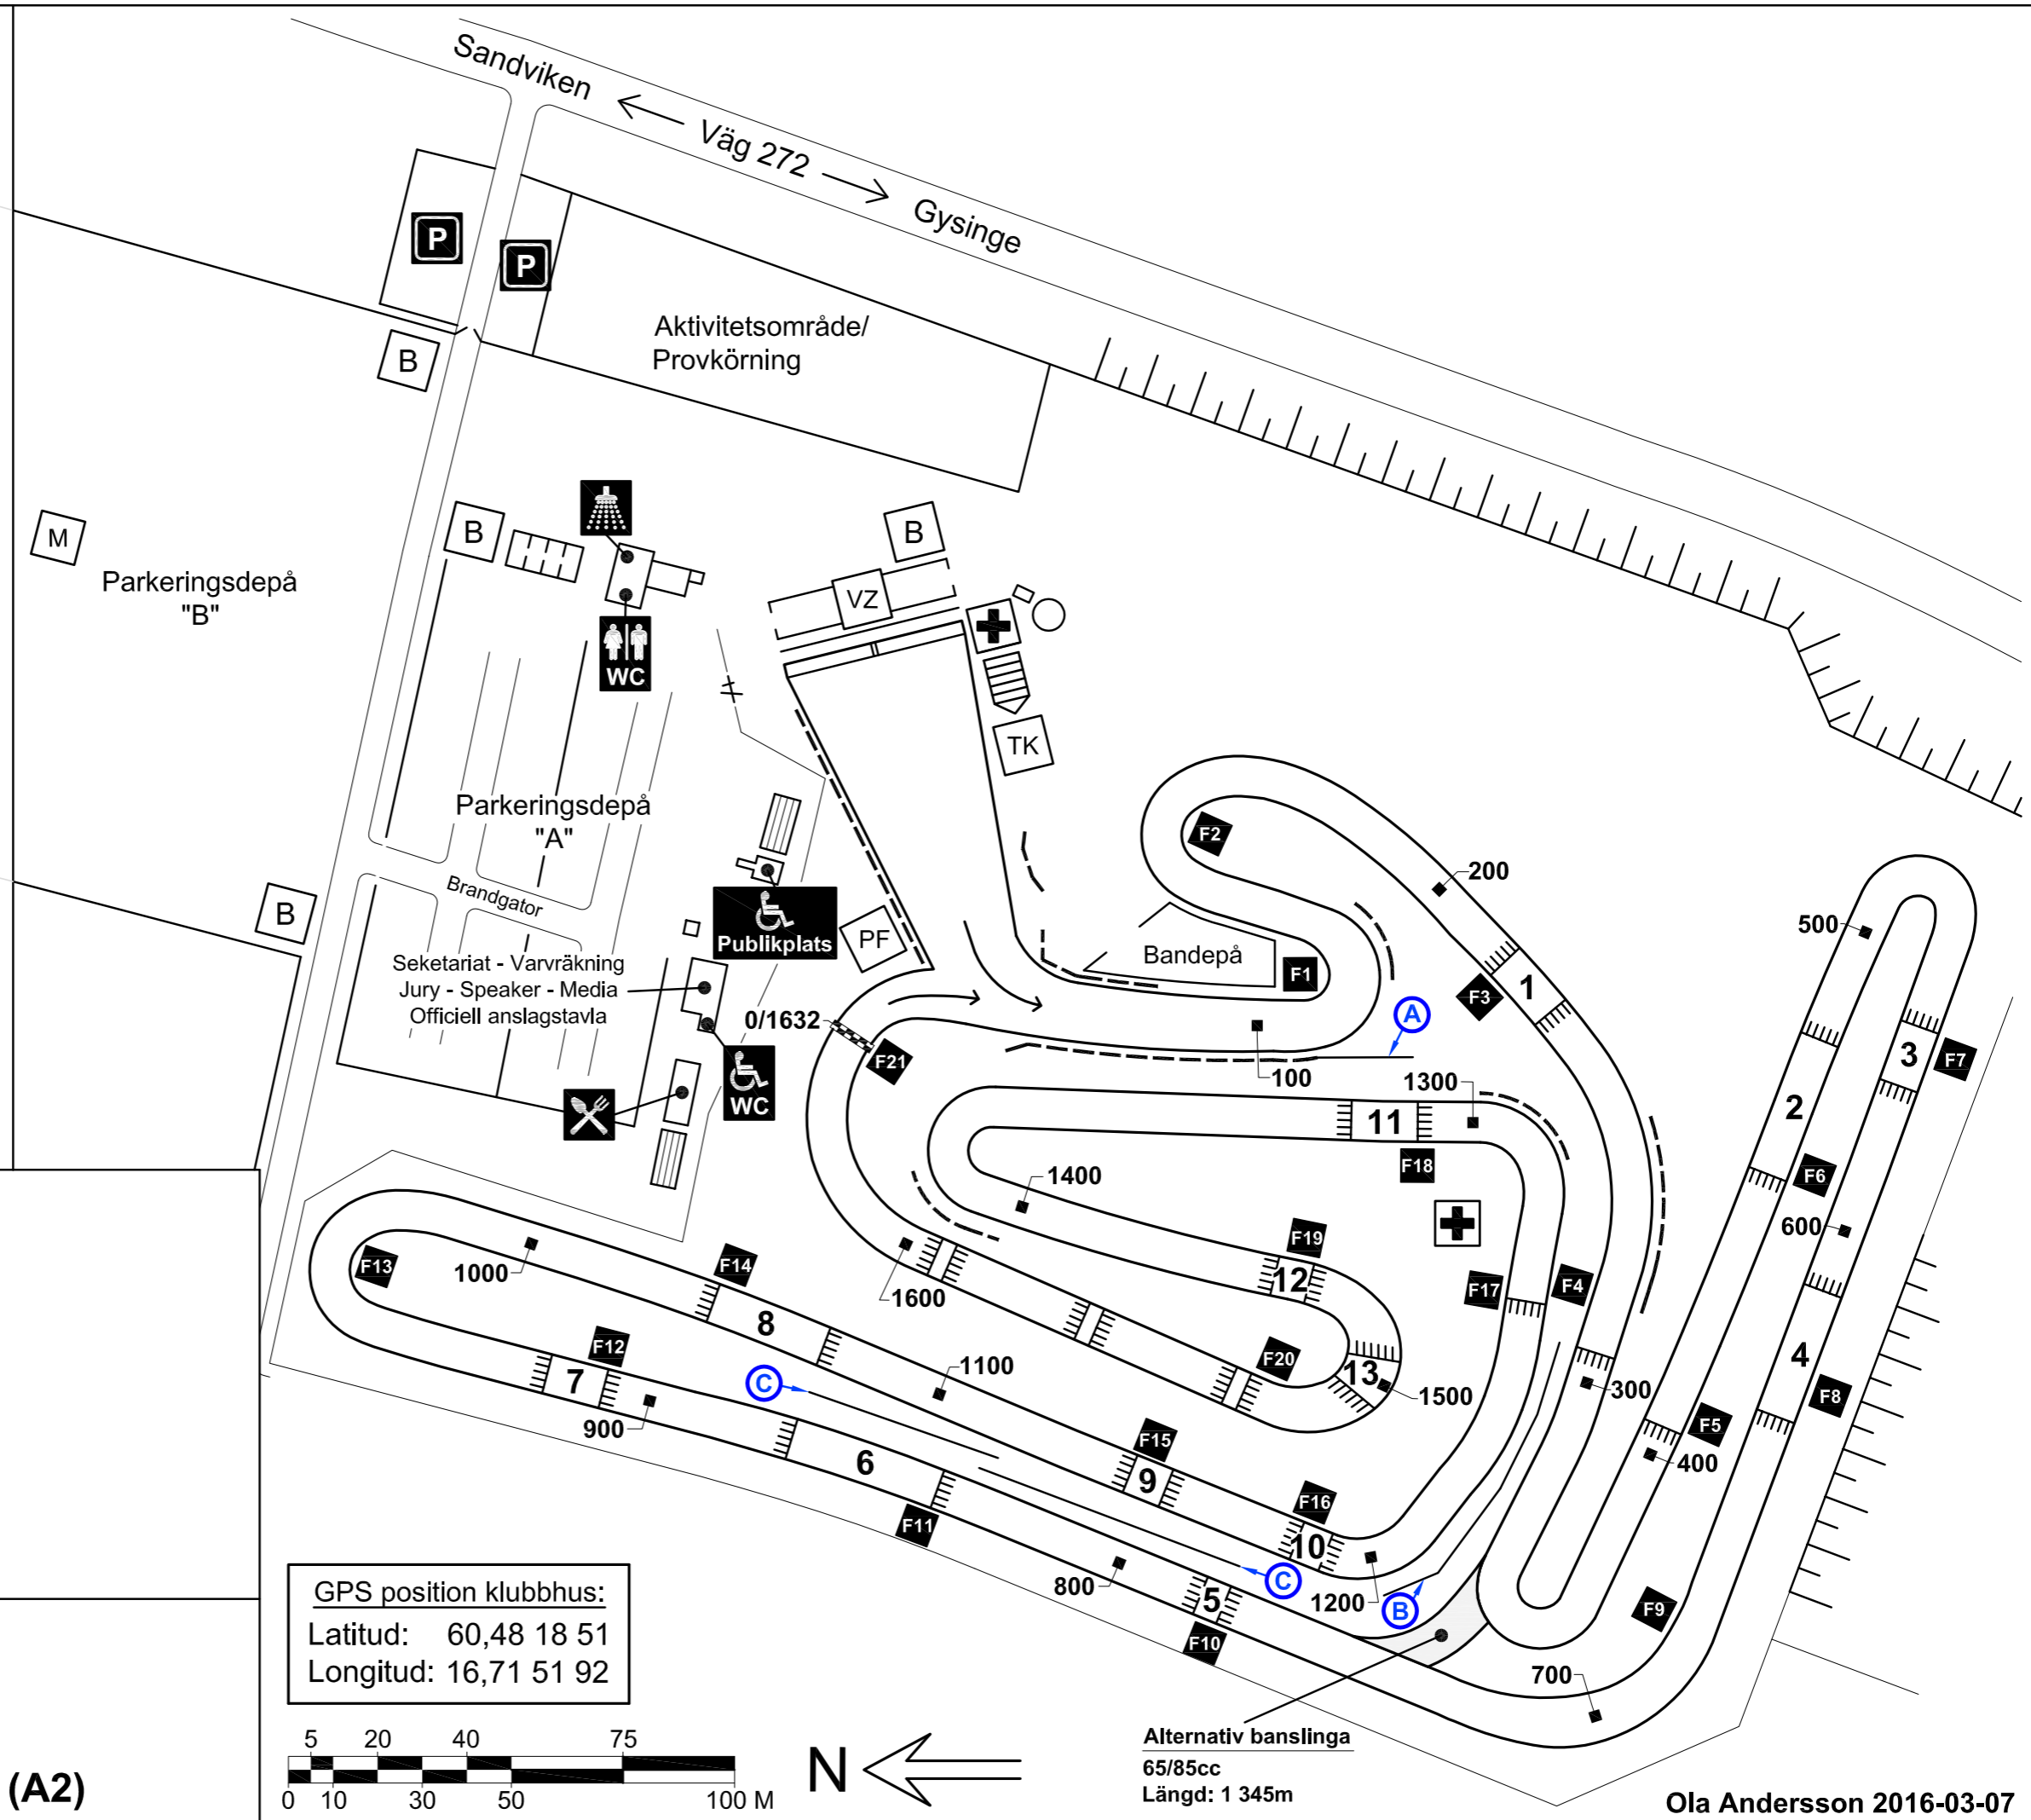 Sandviken
Väg 272
Gysinge
P
P
B
Aktivitetsområde/
Provkörning
M
Parkeringsdepå
"B"
B
WC
B
VZ
TK
Parkeringsdepå
"A"
Brandgator
B
Publikplats
PF
Seketariat - Varvräkning
Jury - Speaker - Media
Officiell anslagstavla
WC
0/1632
F21
Bandepå
F1
F2
200
F3
1
A
100
1300
11
F18
1400
F19
12
1600
F20
13
1500
F17
F4
300
500
3
F7
2
F6
600
4
F8
F5
400
F9
700
F13
1000
F14
8
F12
7
900
C
1100
6
F11
F15
9
F16
10
C
1200
B
800
5
F10
GPS position klubbhus:
Latitud: 60,48 18 51
Longitud: 16,71 51 92
5 20 40 75
0 10 30 50 100 M
N
Alternativ banslinga
65/85cc
Längd: 1 345m
(A2)
Ola Andersson 2016-03-07